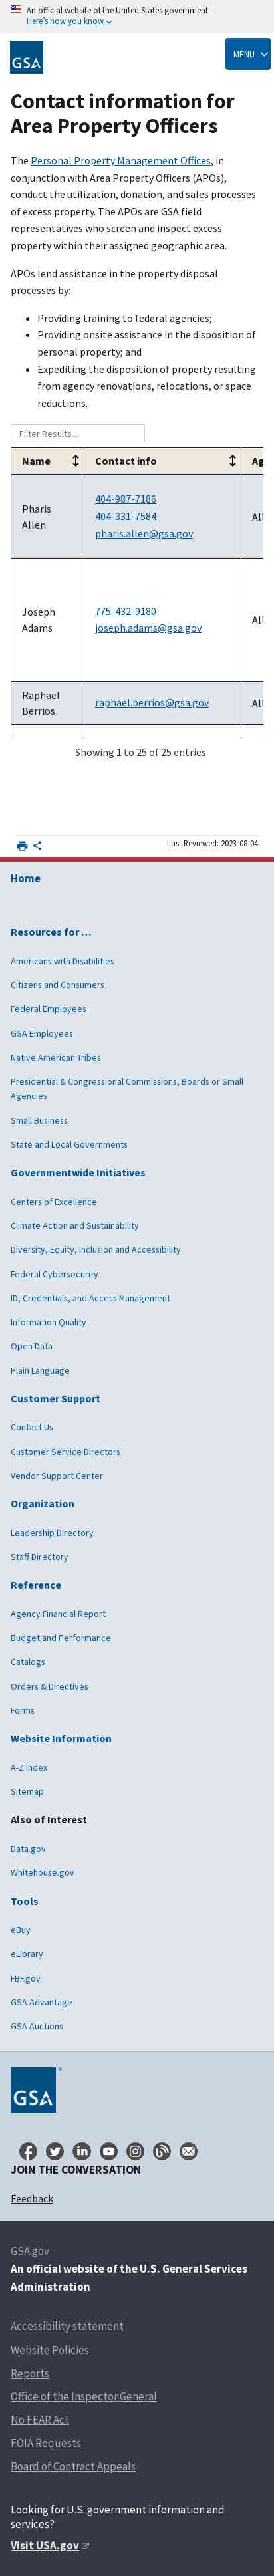 An official website of the United States government
Here's how you know
GSA
MENU
Contact information for
Area Property Officers
The Personal Property Management Offices, in
conjunction with Area Property Officers (APOs),
conduct the utilization, donation, and sales processes
of excess property. The APOs are GSA field
representatives who screen and inspect excess
property within their assigned geographic area.
APOs lend assistance in the property disposal
processes by:
• Providing training to federal agencies;
• Providing onsite assistance in the disposition of
personal property; and
• Expediting the disposition of property resulting
from agency renovations, relocations, or space
reductions.
Filter Results...
Name Contact info Ag
Pharis
Allen
404-987-7186
404-331-7584
pharis.allen@gsa.gov
All
Joseph
Adams
775-432-9180
joseph.adams@gsa.gov
All
Raphael
Berrios
raphael.berrios@gsa.gov
All
Showing 1 to 25 of 25 entries
Last Reviewed: 2023-08-04
Home
Resources for …
Americans with Disabilities
Citizens and Consumers
Federal Employees
GSA Employees
Native American Tribes
Presidential & Congressional Commissions, Boards or Small
Agencies
Small Business
State and Local Governments
Governmentwide Initiatives
Centers of Excellence
Climate Action and Sustainability
Diversity, Equity, Inclusion and Accessibility
Federal Cybersecurity
ID, Credentials, and Access Management
Information Quality
Open Data
Plain Language
Customer Support
Contact Us
Customer Service Directors
Vendor Support Center
Organization
Leadership Directory
Staff Directory
Reference
Agency Financial Report
Budget and Performance
Catalogs
Orders & Directives
Forms
Website Information
A-Z Index
Sitemap
Also of Interest
Data.gov
Whitehouse.gov
Tools
eBuy
eLibrary
FBF.gov
GSA Advantage
GSA Auctions
GSA
JOIN THE CONVERSATION
Feedback
GSA.gov
An official website of the U.S. General Services
Administration
Accessibility statement
Website Policies
Reports
Office of the Inspector General
No FEAR Act
FOIA Requests
Board of Contract Appeals
Looking for U.S. government information and
services?
Visit USA.gov